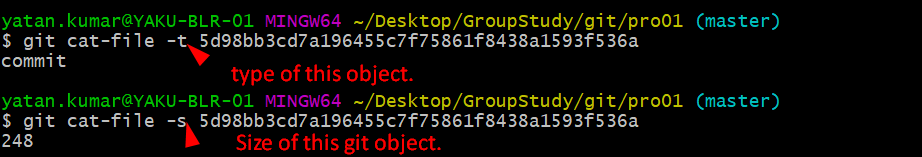 yatan.kumar@YAKU-BLR-01 MINGW64 ~/Desktop/GroupStudy/git/pro01 (master)
$ git cat-file -t 5d98bb3cd7a196455c7f75861f8438a1593f536a
commit
type of this object.
yatan.kumar@YAKU-BLR-01 MINGW64 ~/Desktop/GroupStudy/git/pro01 (master)
$ git cat-file -s 5d98bb3cd7a196455c7f75861f8438a1593f536a
248
Size of this git object.